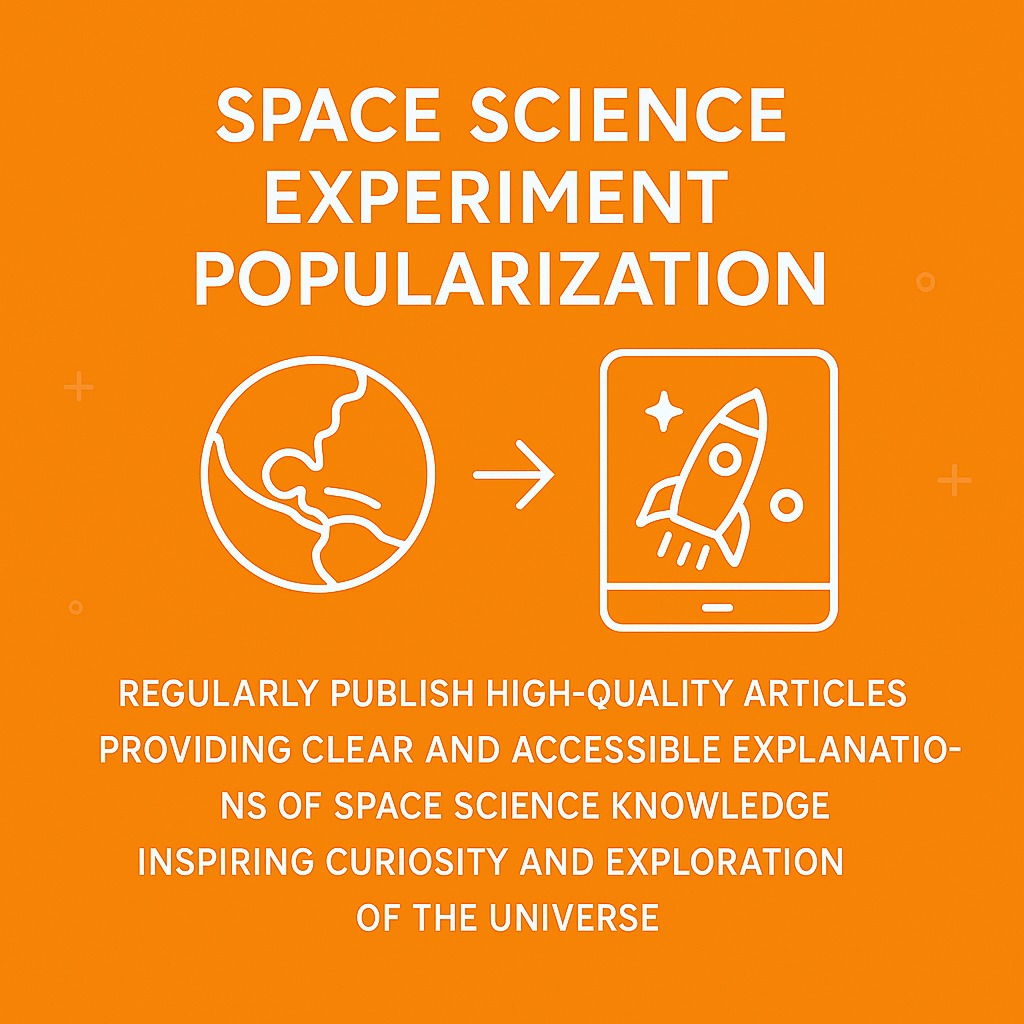 SPACE SCIENCE
EXPERIMENT
POPULARIZATION
REGULARLY PUBLISH HIGH-QUALITY ARTICLES
PROVIDING CLEAR AND ACCESSIBLE EXPLANATIO-
NS OF SPACE SCIENCE KNOWLEDGE
INSPIRING CURIOSITY AND EXPLORATION
OF THE UNIVERSE